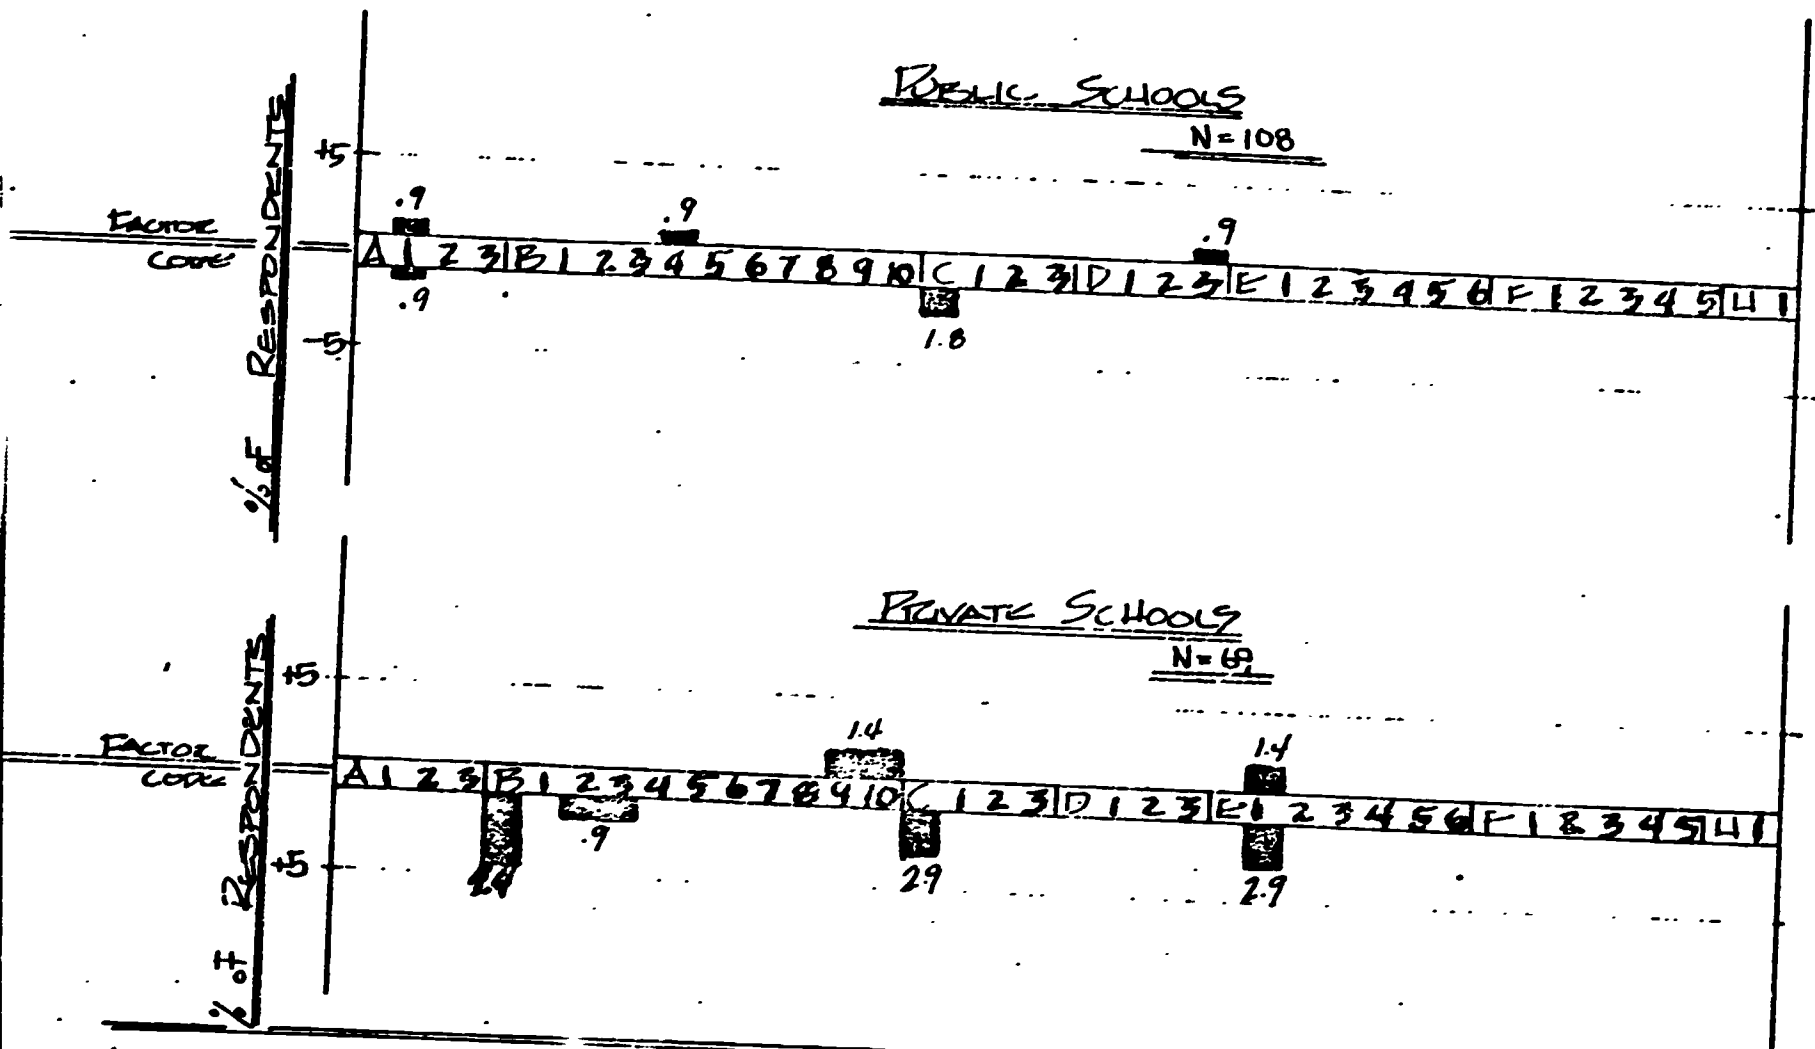 PUBLIC SCHOOLS
N=108
% OF RESPONDENTS
+5
.9 .9 .9
FACTOR CODE
A 1 2 3 B 1 2 3 4 5 6 7 8 9 10 C 1 2 3 D 1 2 3 E 1 2 3 4 5 6 F 1 2 3 4 5 H 1
.9 1.8
-5
PRIVATE SCHOOLS
N=69
% OF RESPONDENTS
+5
1.4 1.4
FACTOR CODE
A 1 2 3 B 1 2 3 4 5 6 7 8 9 10 C 1 2 3 D 1 2 3 E 1 2 3 4 5 6 F 1 2 3 4 5 H 1
.9 2.9 2.9
+5